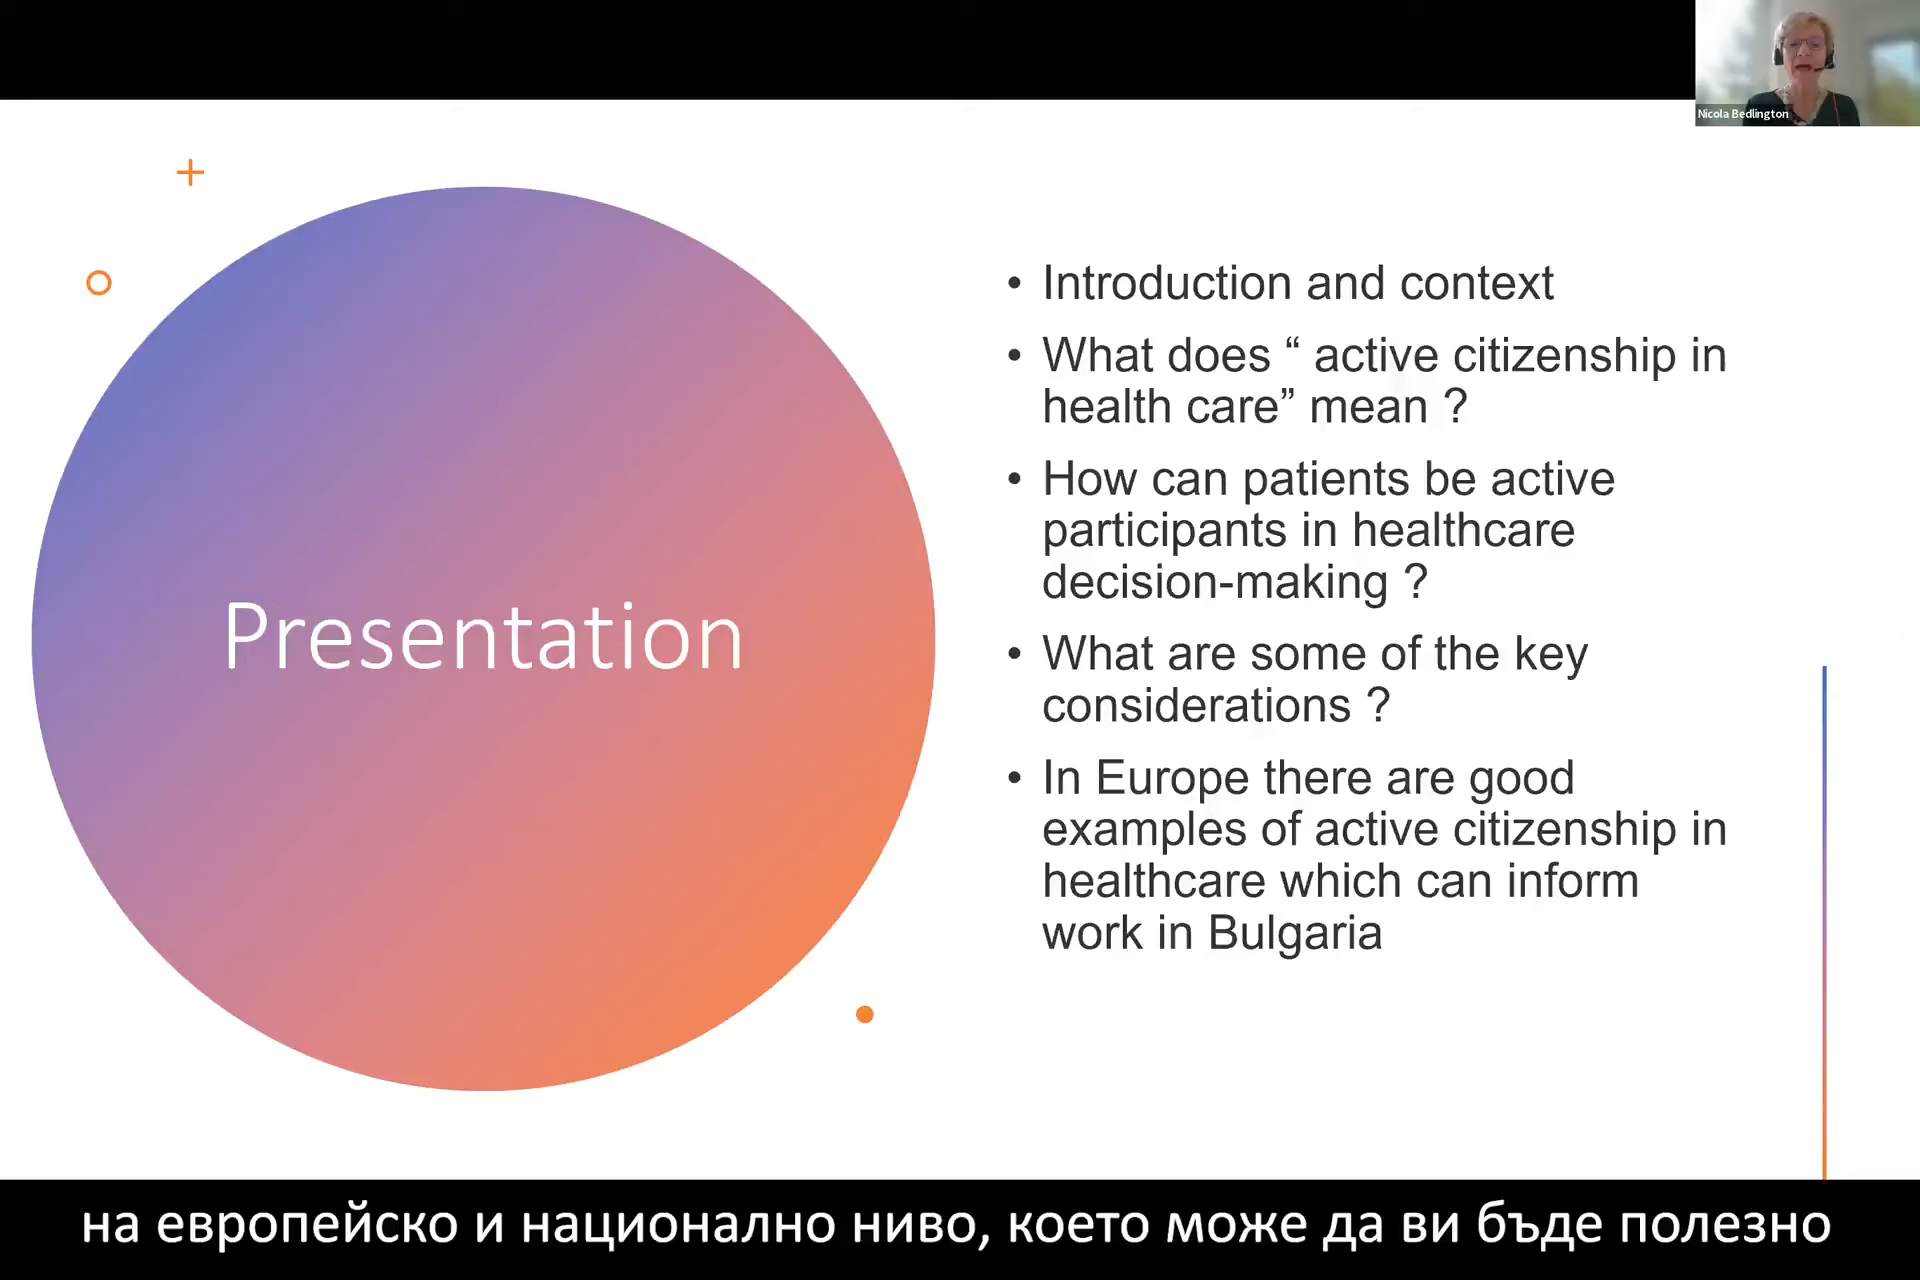 Nicola Bedlington
Presentation
• Introduction and context
• What does “ active citizenship in
health care” mean ?
• How can patients be active
participants in healthcare
decision-making ?
• What are some of the key
considerations ?
• In Europe there are good
examples of active citizenship in
healthcare which can inform
work in Bulgaria
на европейско и национално ниво, което може да ви бъде полезно